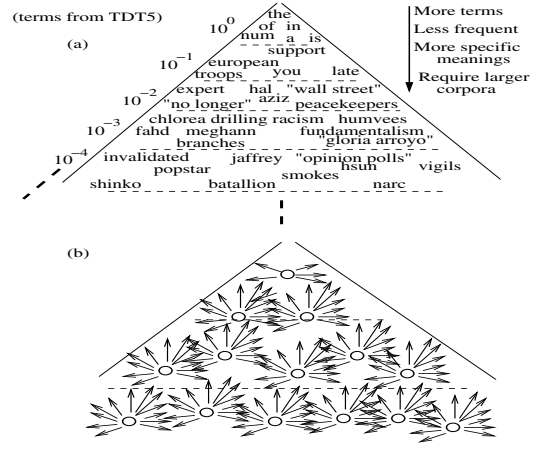 (terms from TDT5)
(a)
10^0
the
of in
num a is
support
10^-1
european
troops you late
10^-2
expert hal "wall street"
"no longer" aziz peacekeepers
10^-3
chlorea drilling racism humvees
fahd meghann fundamentalism
branches "gloria arroyo"
10^-4
invalidated jaffrey "opinion polls"
popstar hsun vigils
smokes
shinko batallion narc
More terms
Less frequent
More specific
meanings
Require larger
corpora
(b)